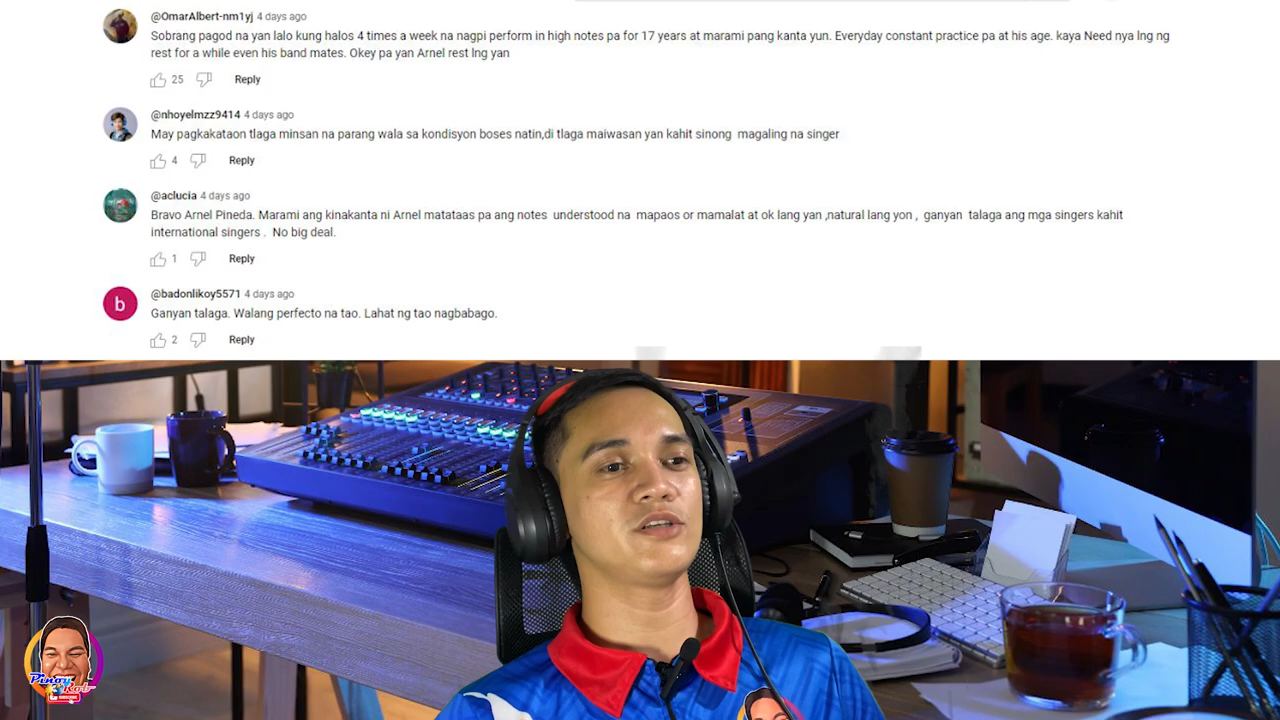 @OmarAlbert-nm1yj 4 days ago
Sobrang pagod na yan lalo kung halos 4 times a week na nagpi perform in high notes pa for 17 years at marami pang kanta yun. Everyday constant practice pa at his age. kaya Need nya lng ng
rest for a while even his band mates. Okey pa yan Arnel rest lng yan
25 Reply
@nhoyelmzz9414 4 days ago
May pagkakataon tlaga minsan na parang wala sa kondisyon boses natin,di tlaga maiwasan yan kahit sinong magaling na singer
4 Reply
@aclucia 4 days ago
Bravo Arnel Pineda. Marami ang kinakanta ni Arnel matataas pa ang notes understood na mapaos or mamalat at ok lang yan ,natural lang yon , ganyan talaga ang mga singers kahit
international singers . No big deal.
1 Reply
b
@badonlikoy5571 4 days ago
Ganyan talaga. Walang perfecto na tao. Lahat ng tao nagbabago.
2 Reply
Pinoy
Rob